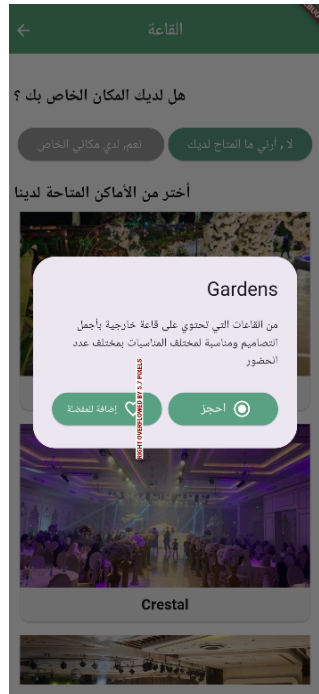 القاعة
هل لديك المكان الخاص بك ؟
لا , أرني ما المتاح لديك
نعم, لدي مكاني الخاص
أختر من الأماكن المتاحة لدينا
Gardens
من القاعات التي تحتوي على قاعة خارجية بأجمل
التصاميم ومناسبة لمختلف المناسبات بمختلف عدد
الحضور
احجز
إضافة للمفضلة
RIGHT OVERFLOWED BY 5.7 PIXELS
Crestal